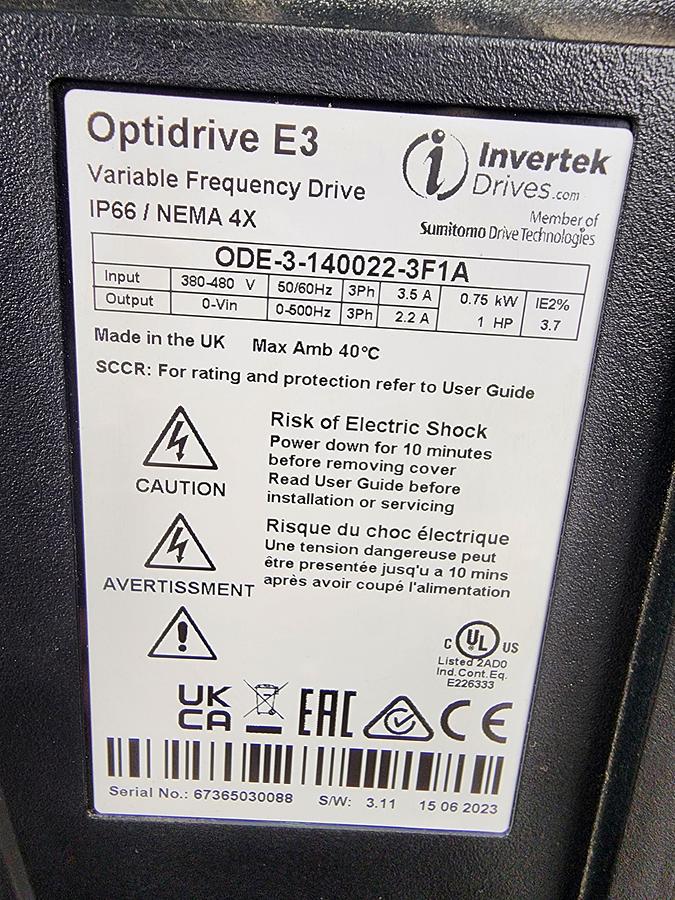 Optidrive E3
Variable Frequency Drive
IP66 / NEMA 4X
Invertek
Drives.com
Member of
Sumitomo Drive Technologies
ODE-3-140022-3F1A
Input 380-480 V 50/60Hz 3Ph 3.5 A 0.75 kW IE2%
Output 0-Vin 0-500Hz 3Ph 2.2 A 1 HP 3.7
Made in the UK Max Amb 40°C
SCCR: For rating and protection refer to User Guide
Risk of Electric Shock
Power down for 10 minutes
before removing cover
Read User Guide before
installation or servicing
CAUTION
Risque du choc électrique
Une tension dangereuse peut
être presentée jusqu'a 10 mins
après avoir coupé l'alimentation
AVERTISSMENT
C UL US
Listed 2AD0
Ind.Cont.Eq.
E226333
UK
CA
EAC
CE
Serial No.: 67365030088 S/W: 3.11 15 06 2023